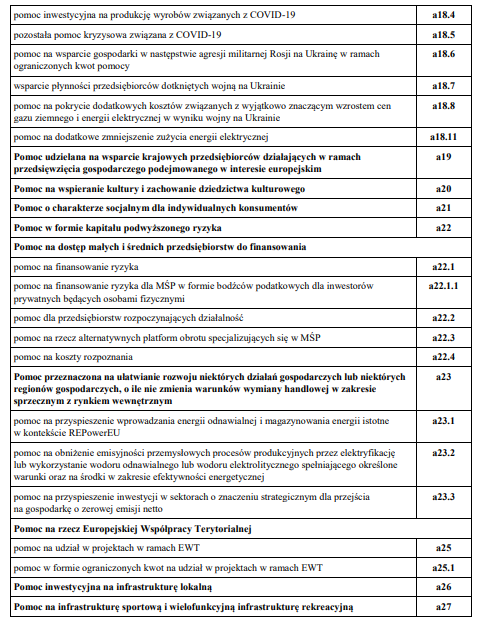 pomoc inwestycyjna na produkcję wyrobów związanych z COVID-19 a18.4
pozostała pomoc kryzysowa związana z COVID-19 a18.5
pomoc na wsparcie gospodarki w następstwie agresji militarnej Rosji na Ukrainę w ramach a18.6
ograniczonych kwot pomocy
wsparcie płynności przedsiębiorców dotkniętych wojną na Ukrainie a18.7
pomoc na pokrycie dodatkowych kosztów związanych z wyjątkowo znaczącym wzrostem cen a18.8
gazu ziemnego i energii elektrycznej w wyniku wojny na Ukrainie
pomoc na dodatkowe zmniejszenie zużycia energii elektrycznej a18.11
Pomoc udzielana na wsparcie krajowych przedsiębiorców działających w ramach a19
przedsięwzięcia gospodarczego podejmowanego w interesie europejskim
Pomoc na wspieranie kultury i zachowanie dziedzictwa kulturowego a20
Pomoc o charakterze socjalnym dla indywidualnych konsumentów a21
Pomoc w formie kapitału podwyższonego ryzyka a22
Pomoc na dostęp małych i średnich przedsiębiorstw do finansowania
pomoc na finansowanie ryzyka a22.1
pomoc na finansowanie ryzyka dla MŚP w formie bodźców podatkowych dla inwestorów a22.1.1
prywatnych będących osobami fizycznymi
pomoc dla przedsiębiorstw rozpoczynających działalność a22.2
pomoc na rzecz alternatywnych platform obrotu specjalizujących się w MŚP a22.3
pomoc na koszty rozpoznania a22.4
Pomoc przeznaczona na ułatwianie rozwoju niektórych działań gospodarczych lub niektórych a23
regionów gospodarczych, o ile nie zmienia warunków wymiany handlowej w zakresie
sprzecznym z rynkiem wewnętrznym
pomoc na przyspieszenie wprowadzania energii odnawialnej i magazynowania energii istotne a23.1
w kontekście REPowerEU
pomoc na obniżenie emisyjności przemysłowych procesów produkcyjnych przez elektryfikację a23.2
lub wykorzystanie wodoru odnawialnego lub wodoru elektrolitycznego spełniającego określone
warunki oraz na środki w zakresie efektywności energetycznej
pomoc na przyspieszenie inwestycji w sektorach o znaczeniu strategicznym dla przejścia a23.3
na gospodarkę o zerowej emisji netto
Pomoc na rzecz Europejskiej Współpracy Terytorialnej
pomoc na udział w projektach w ramach EWT a25
pomoc w formie ograniczonych kwot na udział w projektach w ramach EWT a25.1
Pomoc inwestycyjna na infrastrukturę lokalną a26
Pomoc na infrastrukturę sportową i wielofunkcyjną infrastrukturę rekreacyjną a27